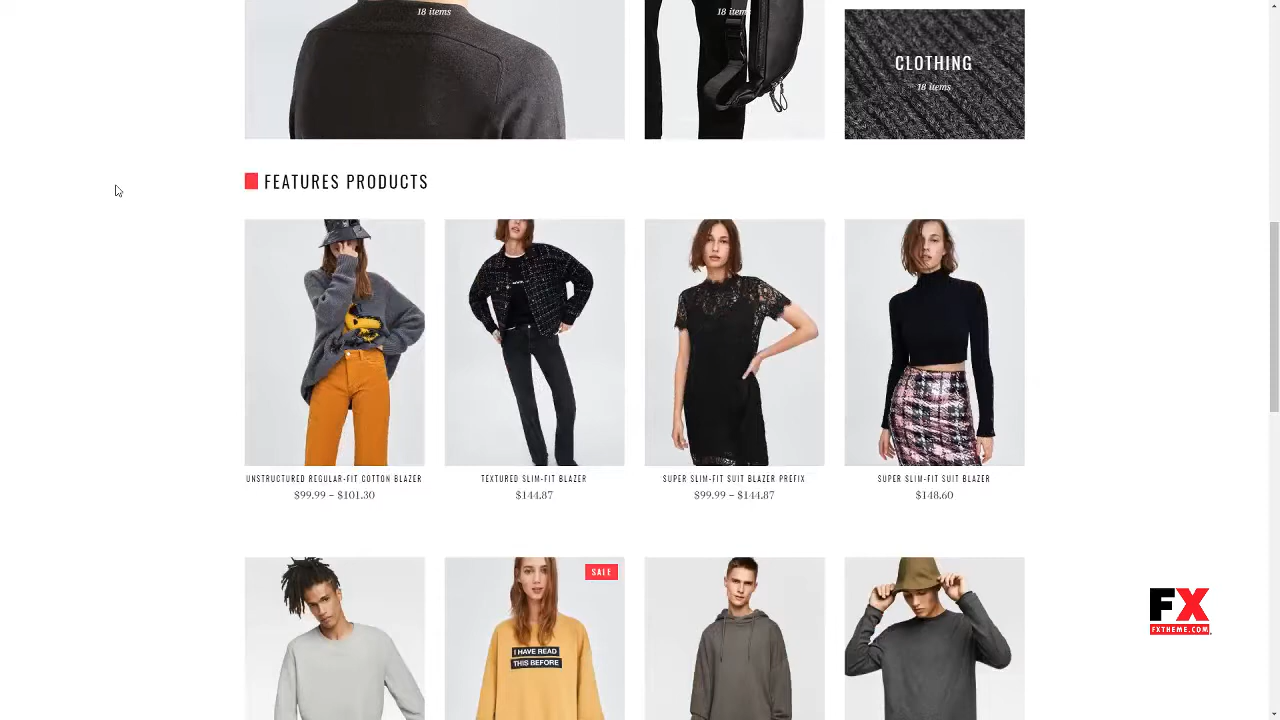 18 items
18 items
CLOTHING
18 items
FEATURES PRODUCTS
UNSTRUCTURED REGULAR-FIT COTTON BLAZER
$99.99 – $101.30
TEXTURED SLIM-FIT BLAZER
$144.87
SUPER SLIM-FIT SUIT BLAZER PREFIX
$99.99 – $144.87
SUPER SLIM-FIT SUIT BLAZER
$148.60
SALE
I HAVE READ
THIS BEFORE
FX
FXTHEME.COM